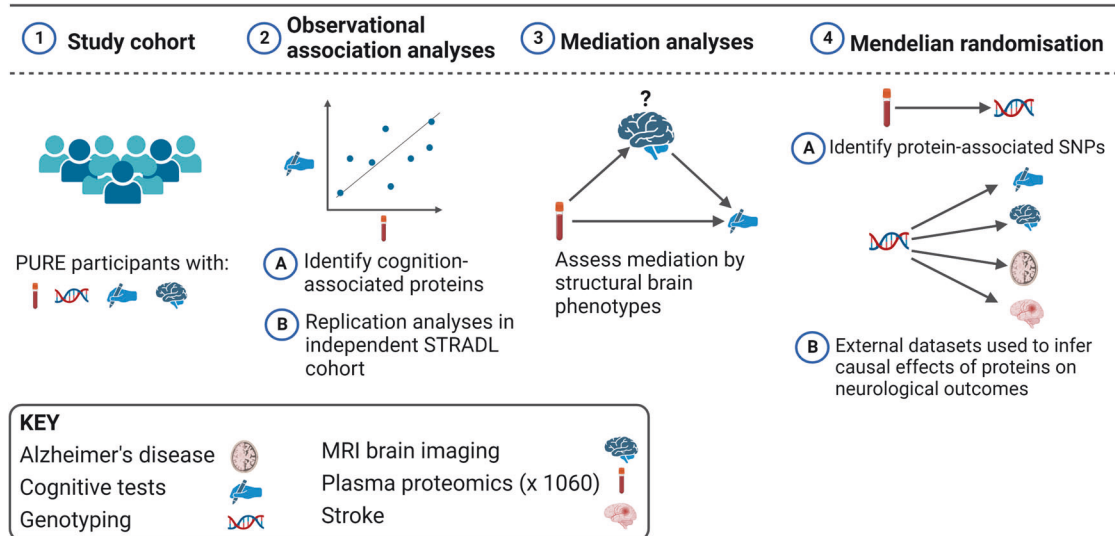 1 Study cohort
2 Observational
association analyses
3 Mediation analyses
4 Mendelian randomisation
PURE participants with:
A Identify cognition-
associated proteins
B Replication analyses in
independent STRADL
cohort
?
Assess mediation by
structural brain
phenotypes
A Identify protein-associated SNPs
B External datasets used to infer
causal effects of proteins on
neurological outcomes
KEY
Alzheimer's disease
Cognitive tests
Genotyping
MRI brain imaging
Plasma proteomics (x 1060)
Stroke